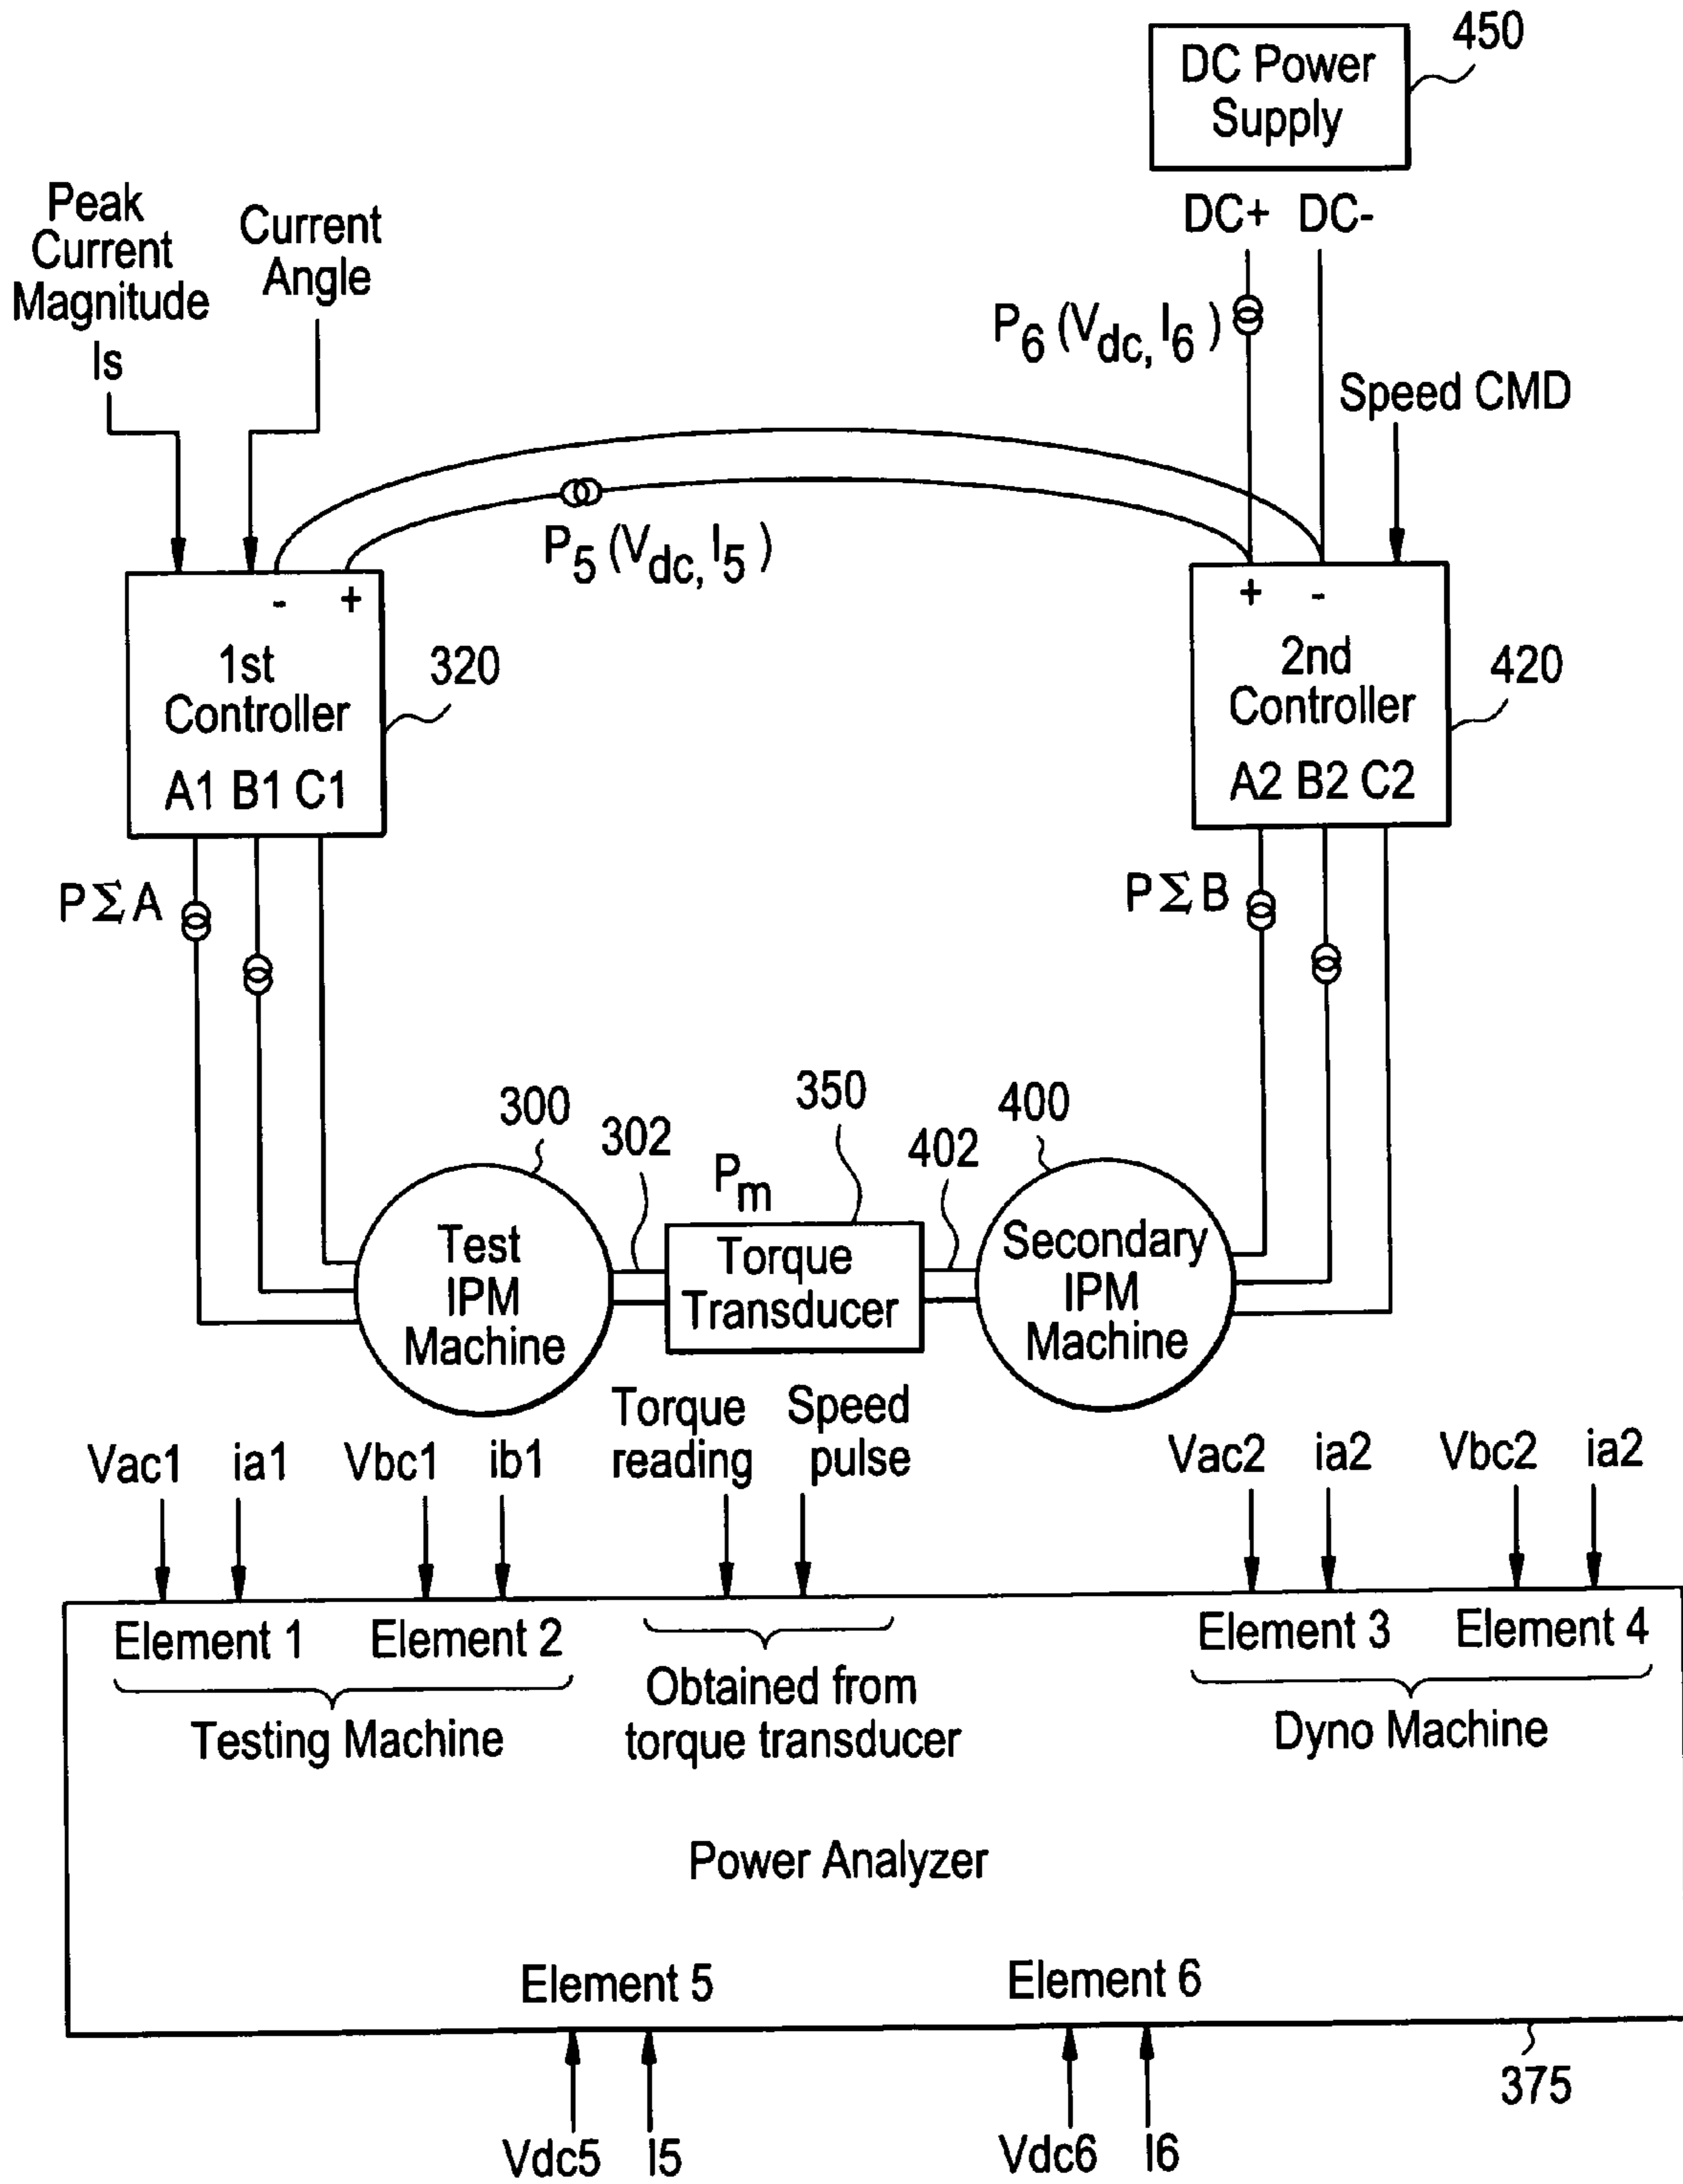 450
DC Power
Supply
DC+ DC-
Peak
Current
Magnitude
Is
Current
Angle
P6 (Vdc, I6 )
Speed CMD
P5 (Vdc, I5 )
- +
1st
Controller
A1 B1 C1
320
+ -
2nd
Controller
A2 B2 C2
420
PΣA
PΣB
300
302
350
402
400
Pm
Test
IPM
Machine
Torque
Transducer
Secondary
IPM
Machine
Torque
reading
Speed
pulse
Vac1 ia1 Vbc1 ib1
Vac2 ia2 Vbc2 ia2
Element 1 Element 2
Testing Machine
Obtained from
torque transducer
Element 3 Element 4
Dyno Machine
Power Analyzer
Element 5 Element 6
375
Vdc5 I5 Vdc6 I6